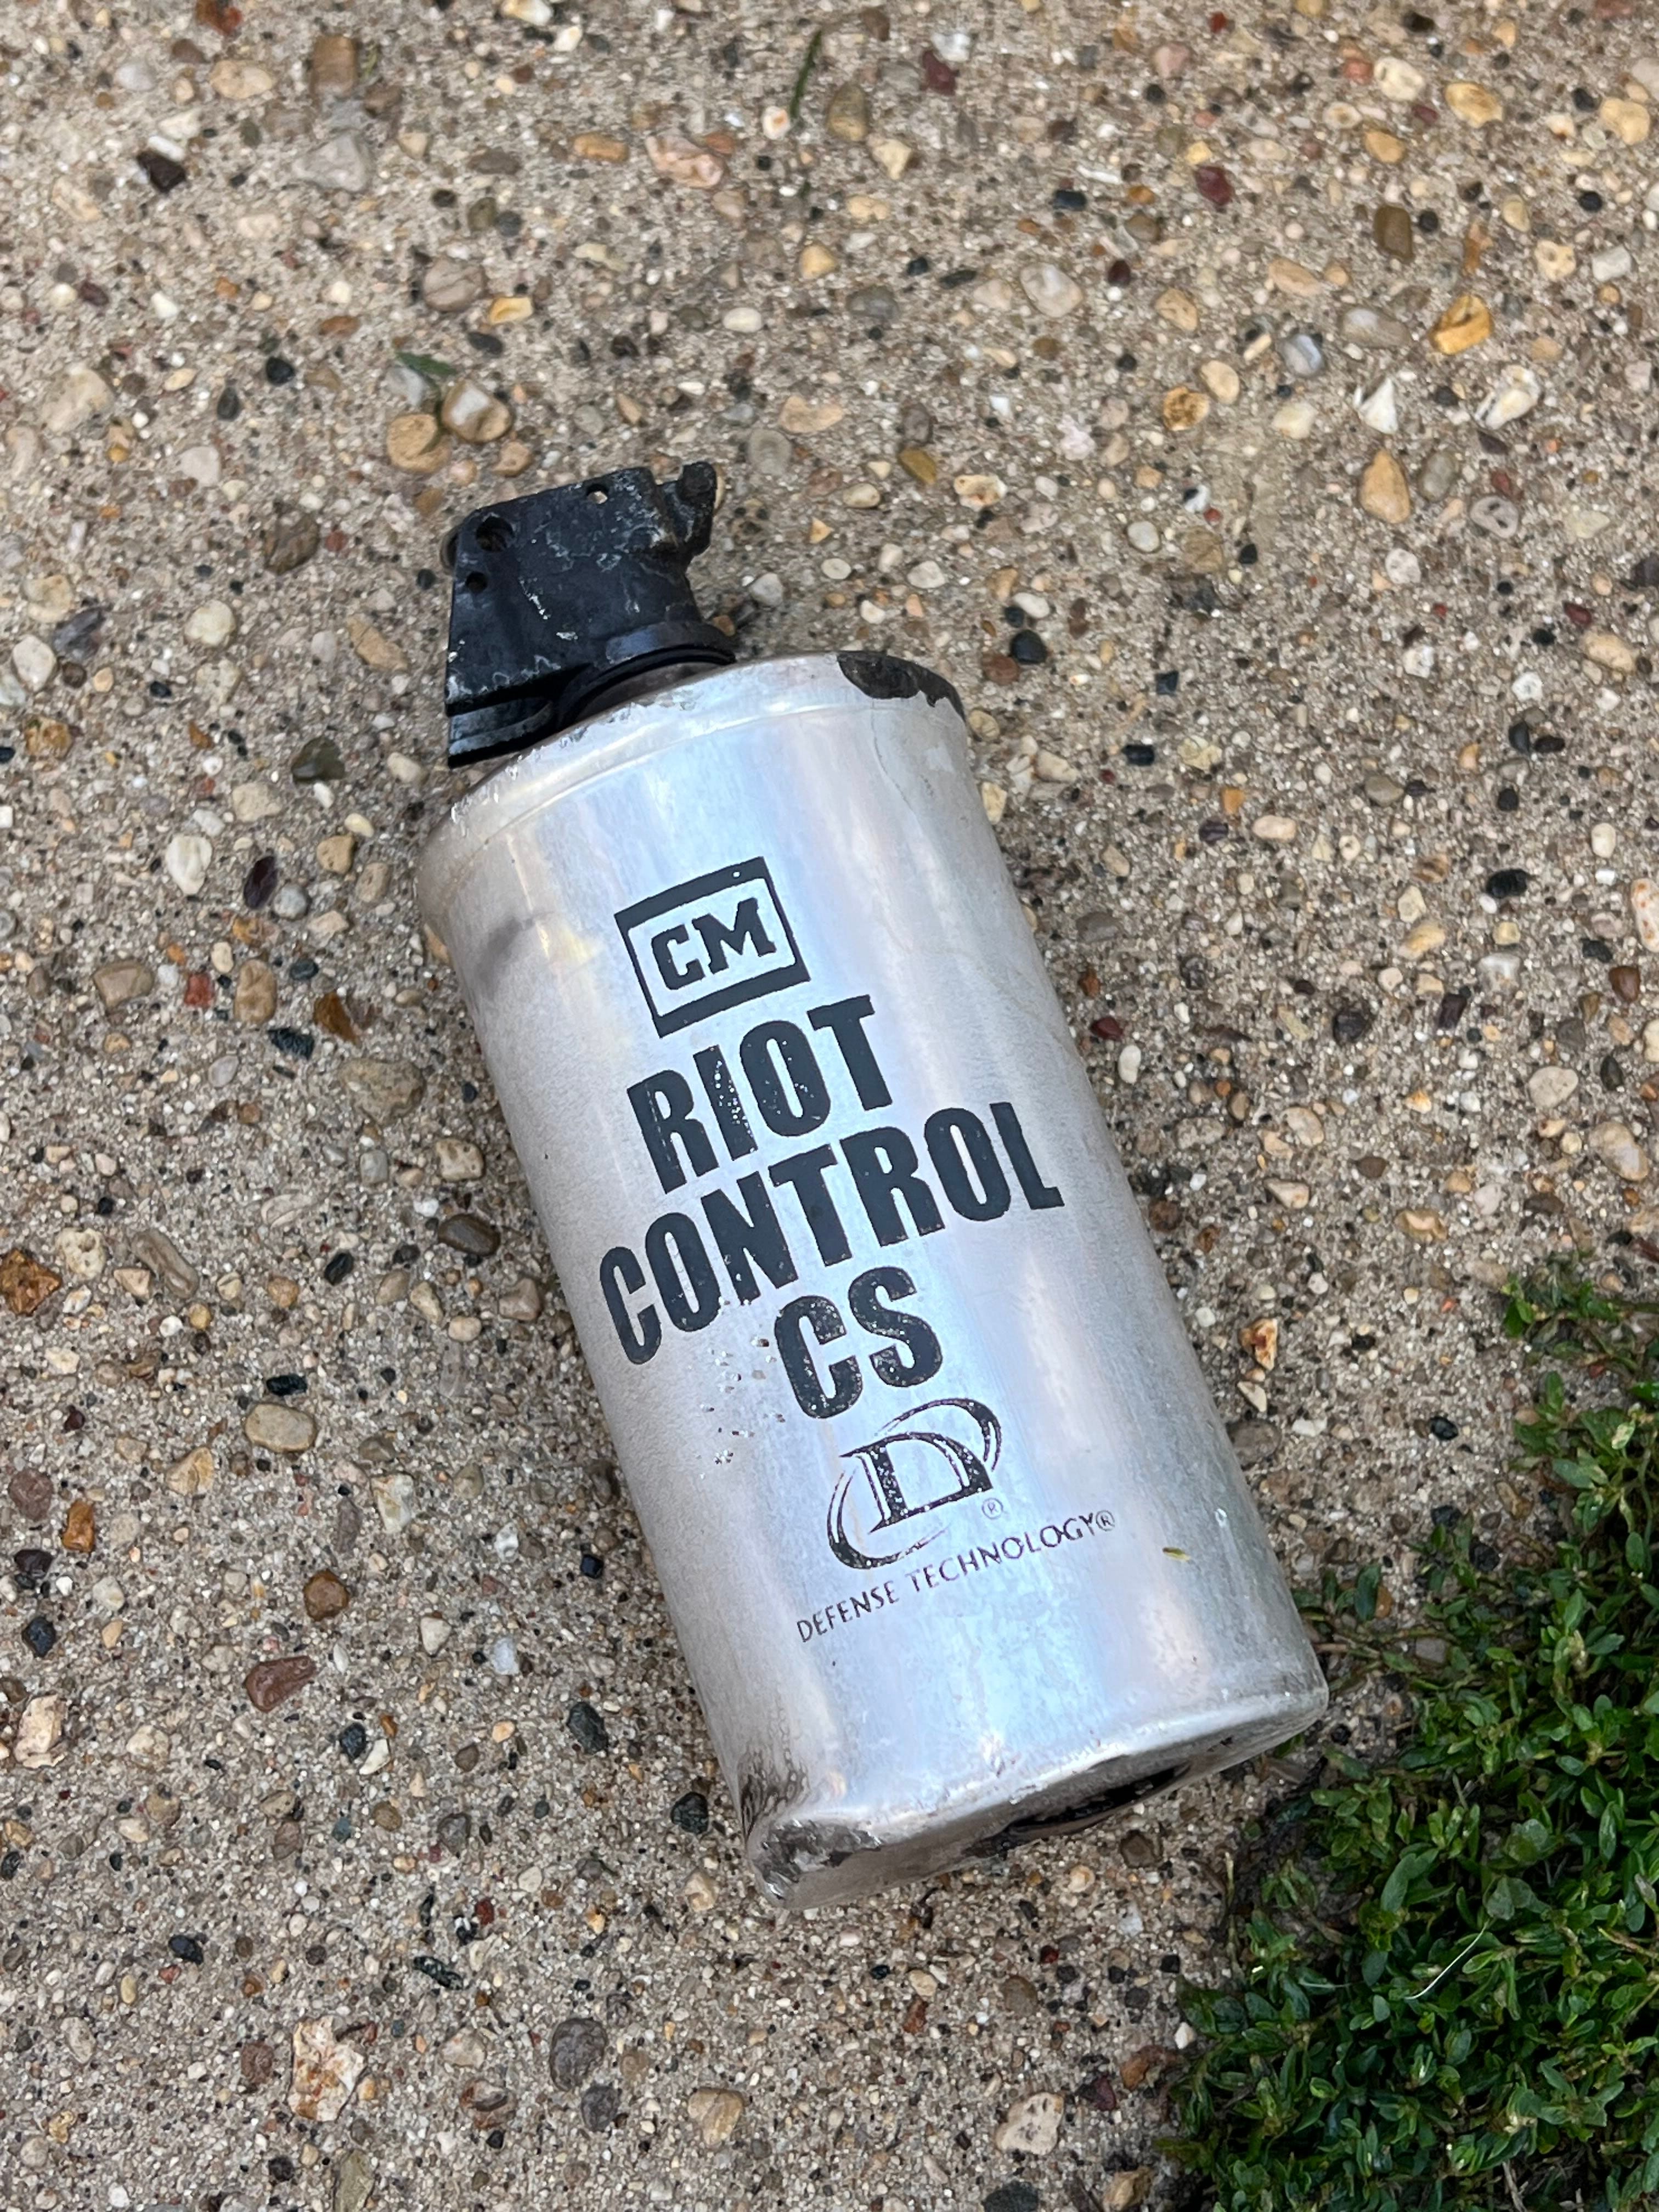 CM
RIOT
CONTROL
CS
D®
DEFENSE TECHNOLOGY®